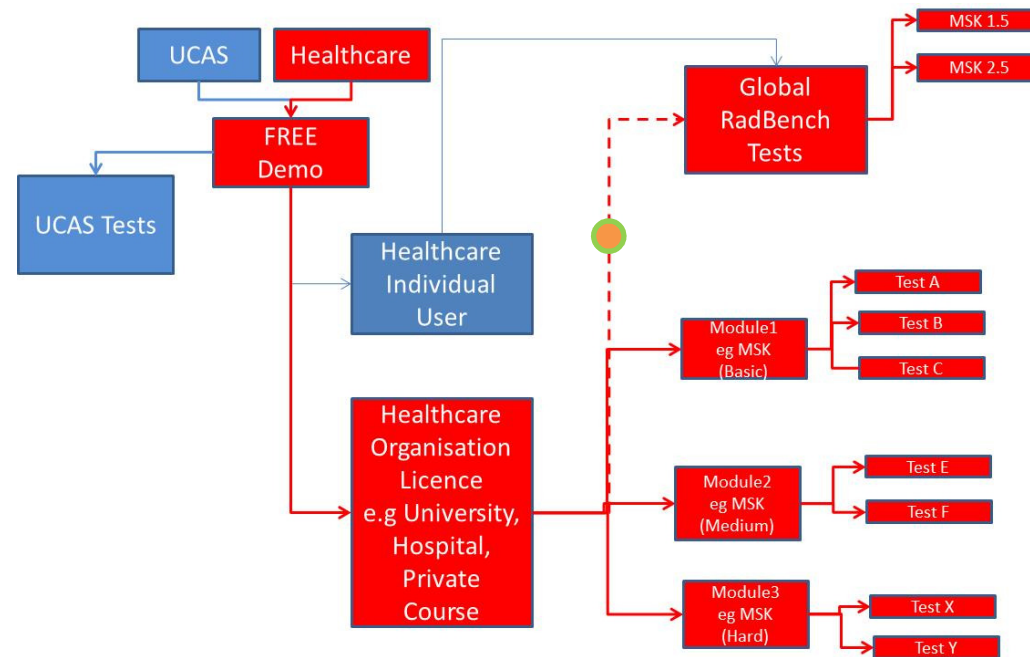 UCAS
Healthcare
FREE
Demo
UCAS Tests
Healthcare
Individual
User
Healthcare
Organisation
Licence
e.g University,
Hospital,
Private
Course
Global
RadBench
Tests
MSK 1.5
MSK 2.5
Module1
eg MSK
(Basic)
Test A
Test B
Test C
Module2
eg MSK
(Medium)
Test E
Test F
Module3
eg MSK
(Hard)
Test X
Test Y